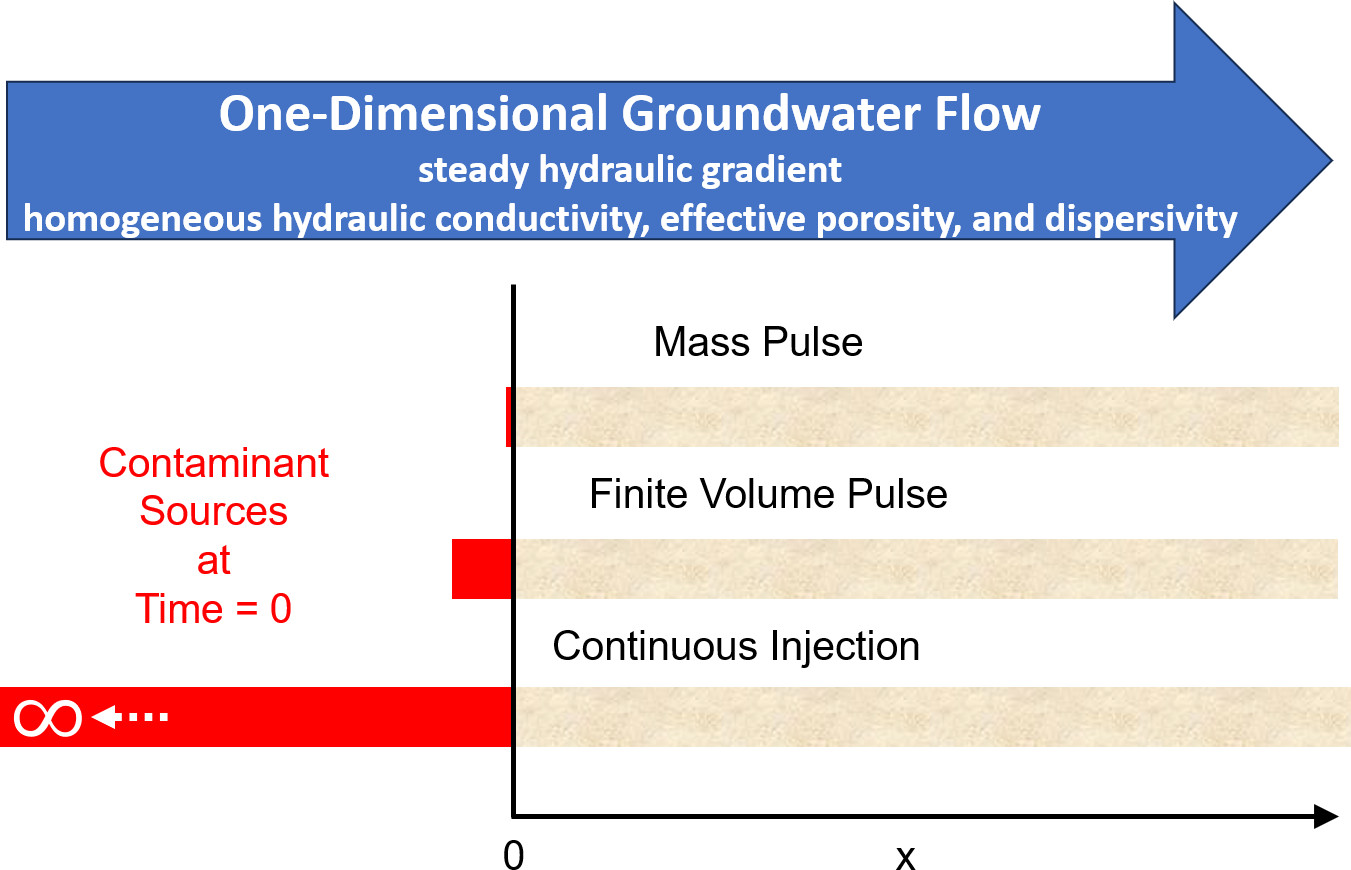 One-Dimensional Groundwater Flow
steady hydraulic gradient
homogeneous hydraulic conductivity, effective porosity, and dispersivity
Mass Pulse
Contaminant
Sources
at
Time = 0
Finite Volume Pulse
Continuous Injection
∞
0
x